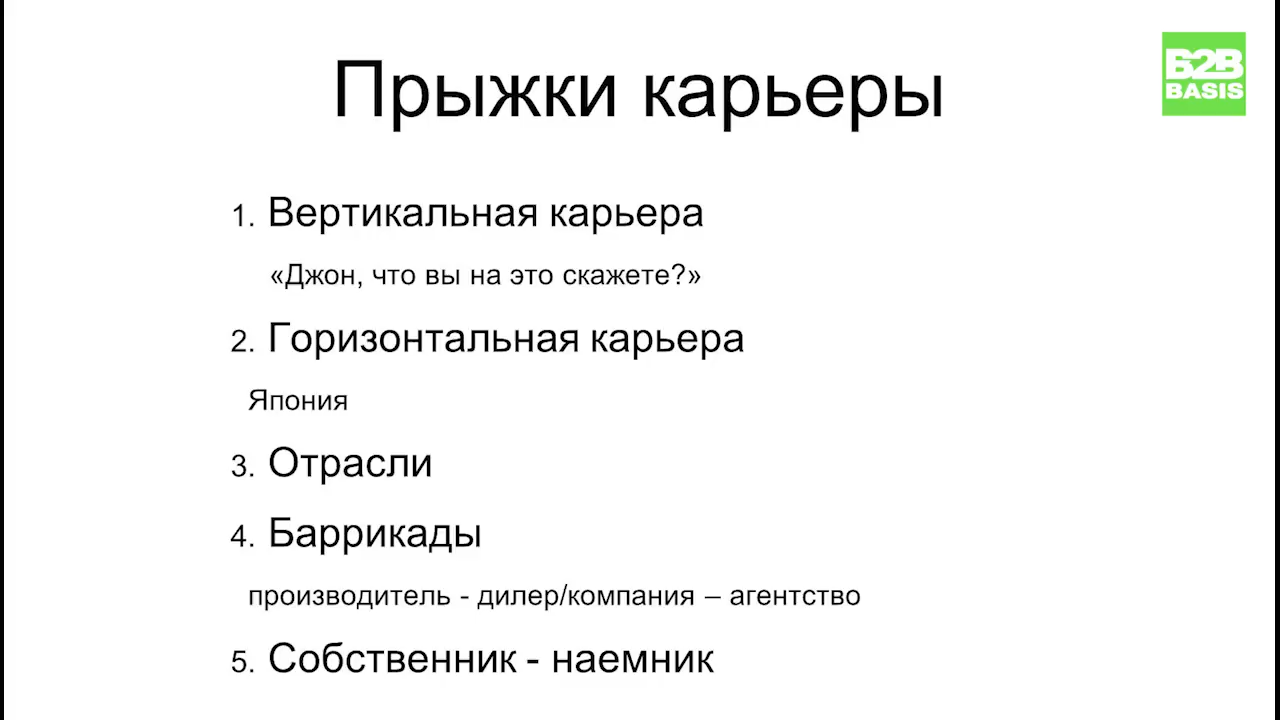 Прыжки карьеры
Б2В
BASIS
1. Вертикальная карьера
«Джон, что вы на это скажете?»
2. Горизонтальная карьера
Япония
3. Отрасли
4. Баррикады
производитель - дилер/компания – агентство
5. Собственник - наемник